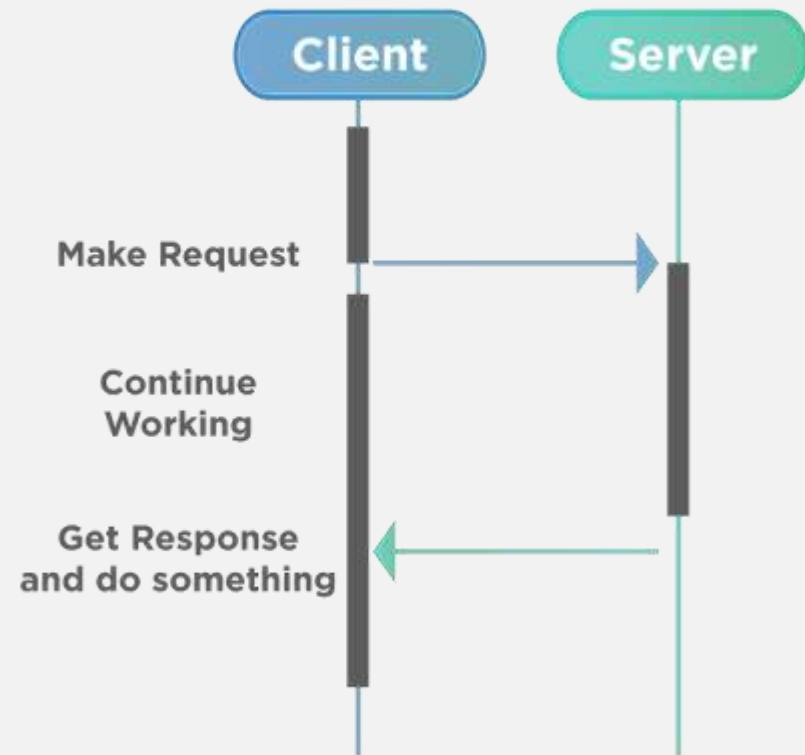 Client
Server
Make Request
Continue
Working
Get Response
and do something